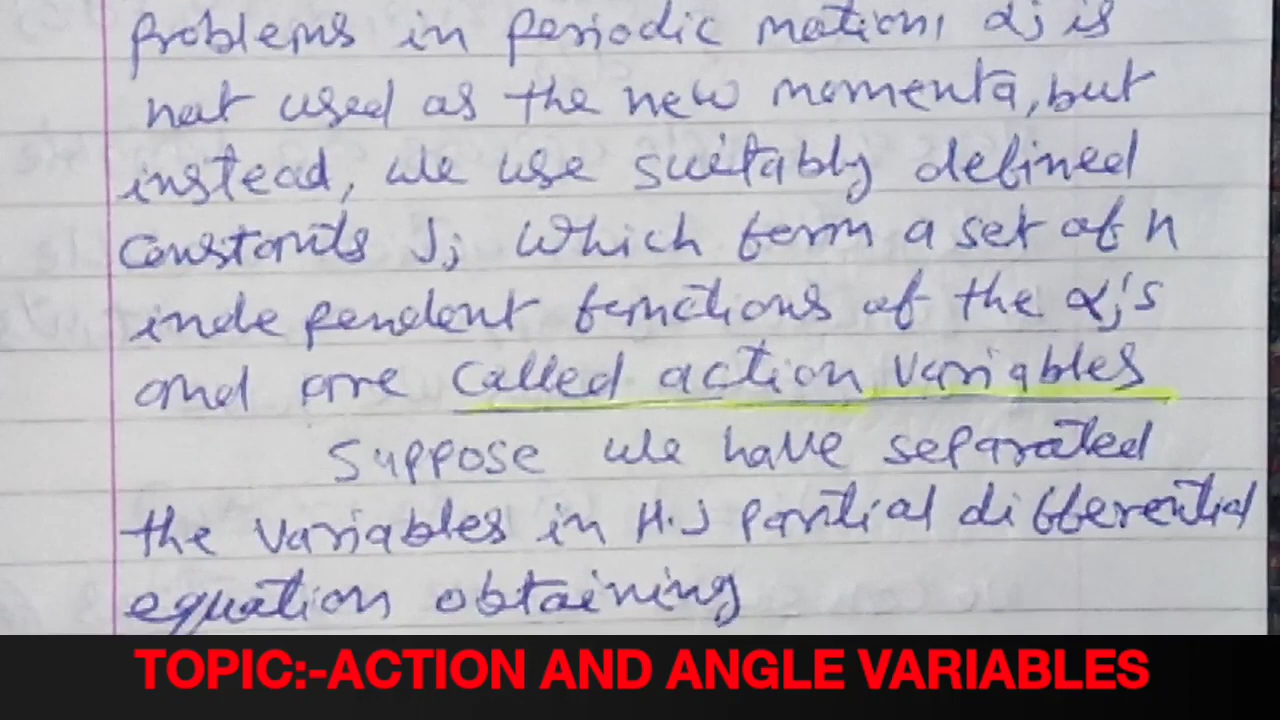 problems in periodic motion, αj is
not used as the new momenta, but
instead, we use suitably defined
Constants Jj which form a set of n
independent functions of the αj's
and are called action variables
Suppose we have separated
the variables in H.J partial differential
equation obtaining
TOPIC:-ACTION AND ANGLE VARIABLES